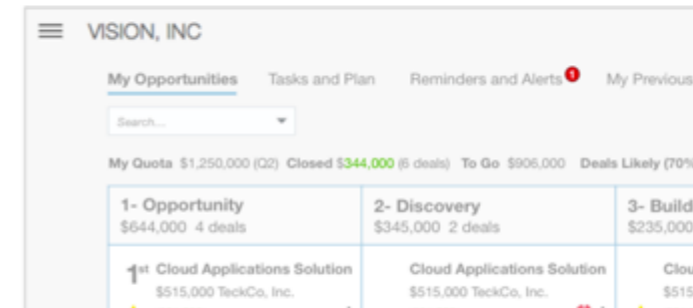 VISION, INC
My Opportunities Tasks and Plan Reminders and Alerts 1 My Previous
Search...
My Quota $1,250,000 (Q2) Closed $344,000 (6 deals) To Go $906,000 Deals Likely (70%
1- Opportunity 2- Discovery 3- Build
$644,000 4 deals $345,000 2 deals $235,000
1st Cloud Applications Solution Cloud Applications Solution Clou
$515,000 TeckCo, Inc. $515,000 TeckCo, Inc. $515